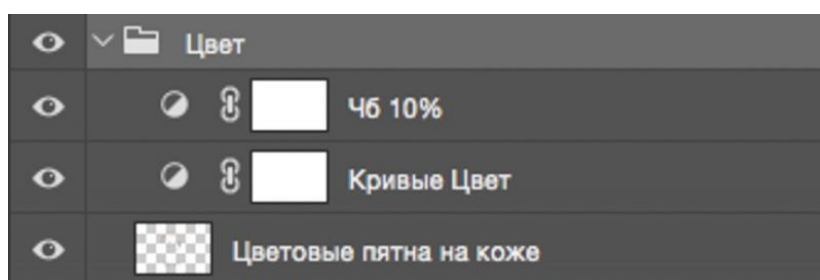 Цвет
Чб 10%
Кривые Цвет
Цветовые пятна на коже